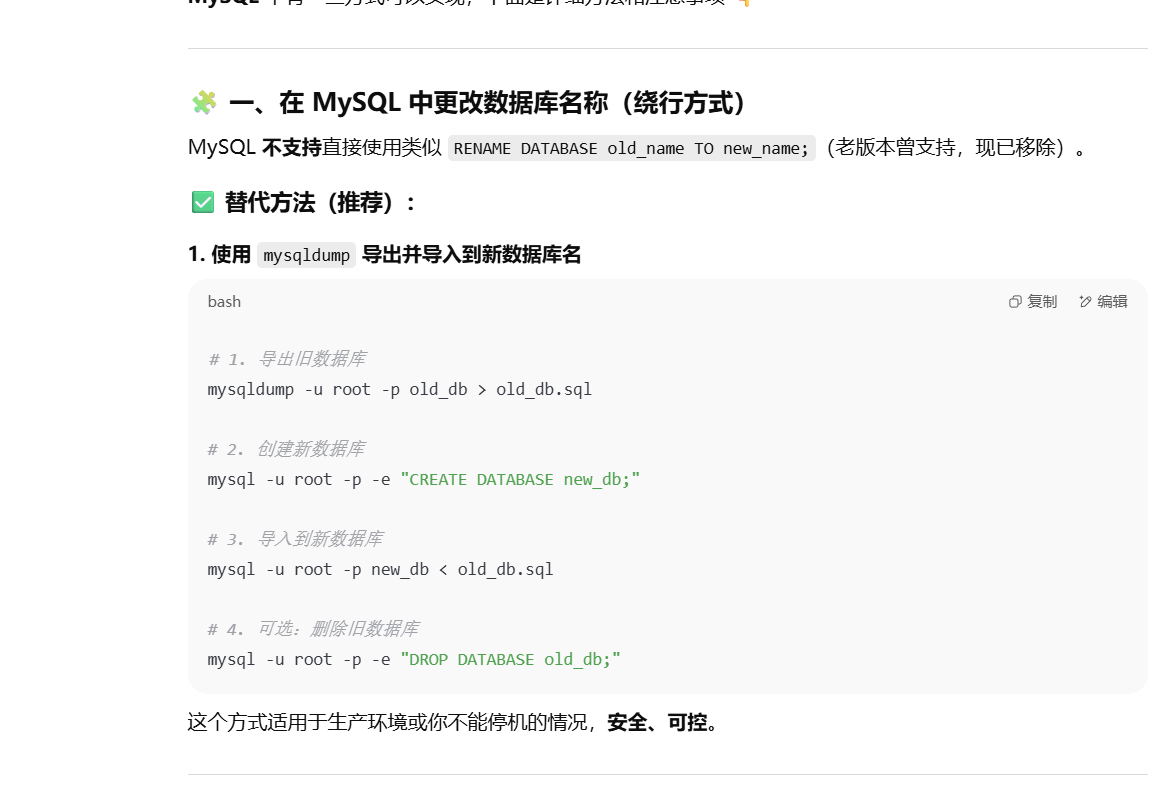 🧩 一、在 MySQL 中更改数据库名称（绕行方式）
MySQL 不支持直接使用类似 RENAME DATABASE old_name TO new_name;（老版本曾支持，现已移除）。
✅ 替代方法（推荐）：
1. 使用 mysqldump 导出并导入到新数据库名
bash
复制 编辑
# 1. 导出旧数据库
mysqldump -u root -p old_db > old_db.sql
# 2. 创建新数据库
mysql -u root -p -e "CREATE DATABASE new_db;"
# 3. 导入到新数据库
mysql -u root -p new_db < old_db.sql
# 4. 可选：删除旧数据库
mysql -u root -p -e "DROP DATABASE old_db;"
这个方式适用于生产环境或你不能停机的情况，安全、可控。